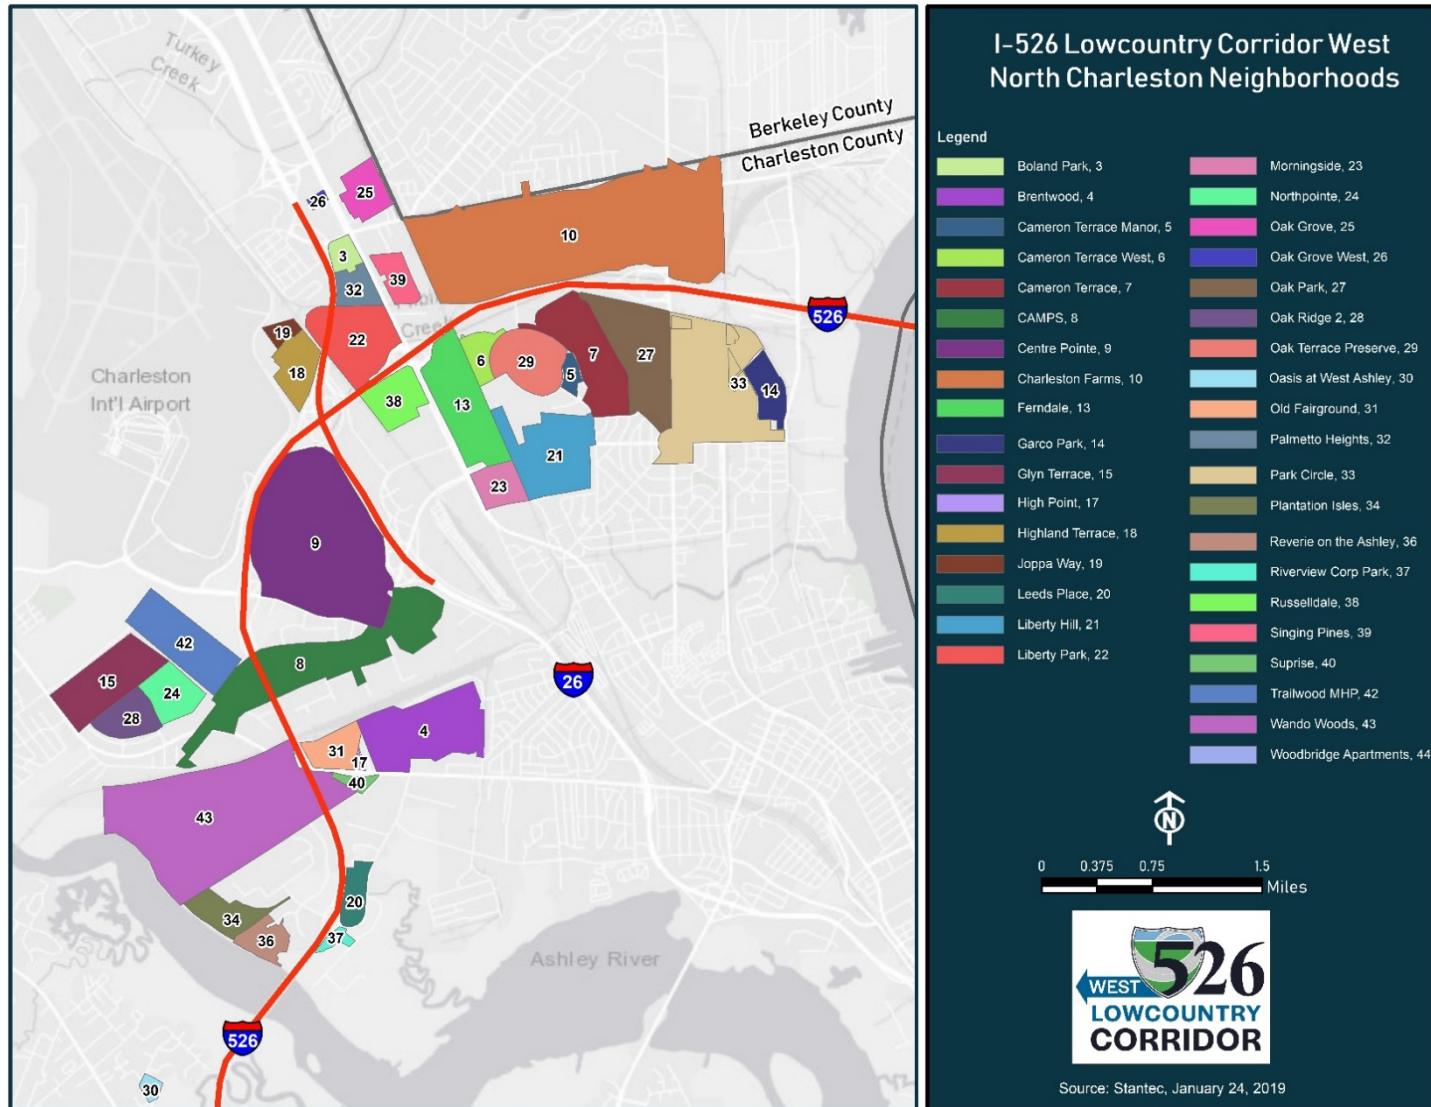 I-526 Lowcountry Corridor West
North Charleston Neighborhoods
Legend
Boland Park, 3
Brentwood, 4
Cameron Terrace Manor, 5
Cameron Terrace West, 6
Cameron Terrace, 7
CAMPS, 8
Centre Pointe, 9
Charleston Farms, 10
Ferndale, 13
Garco Park, 14
Glyn Terrace, 15
High Point, 17
Highland Terrace, 18
Joppa Way, 19
Leeds Place, 20
Liberty Hill, 21
Liberty Park, 22
Morningside, 23
Northpointe, 24
Oak Grove, 25
Oak Grove West, 26
Oak Park, 27
Oak Ridge 2, 28
Oak Terrace Preserve, 29
Oasis at West Ashley, 30
Old Fairground, 31
Palmetto Heights, 32
Park Circle, 33
Plantation Isles, 34
Reverie on the Ashley, 36
Riverview Corp Park, 37
Russelldale, 38
Singing Pines, 39
Suprise, 40
Trailwood MHP, 42
Wando Woods, 43
Woodbridge Apartments, 44
N
0 0.375 0.75 1.5
Miles
526
WEST
LOWCOUNTRY
CORRIDOR
Source: Stantec, January 24, 2019
Turkey
Creek
Berkeley County
Charleston County
25
26
10
3
39
32
Creek
526
19
22
6
29
7
27
5
33
14
18
Charleston
Int'l Airport
38
13
21
23
9
42
8
15
24
28
26
4
31
17
40
43
20
34
36
37
Ashley River
526
30